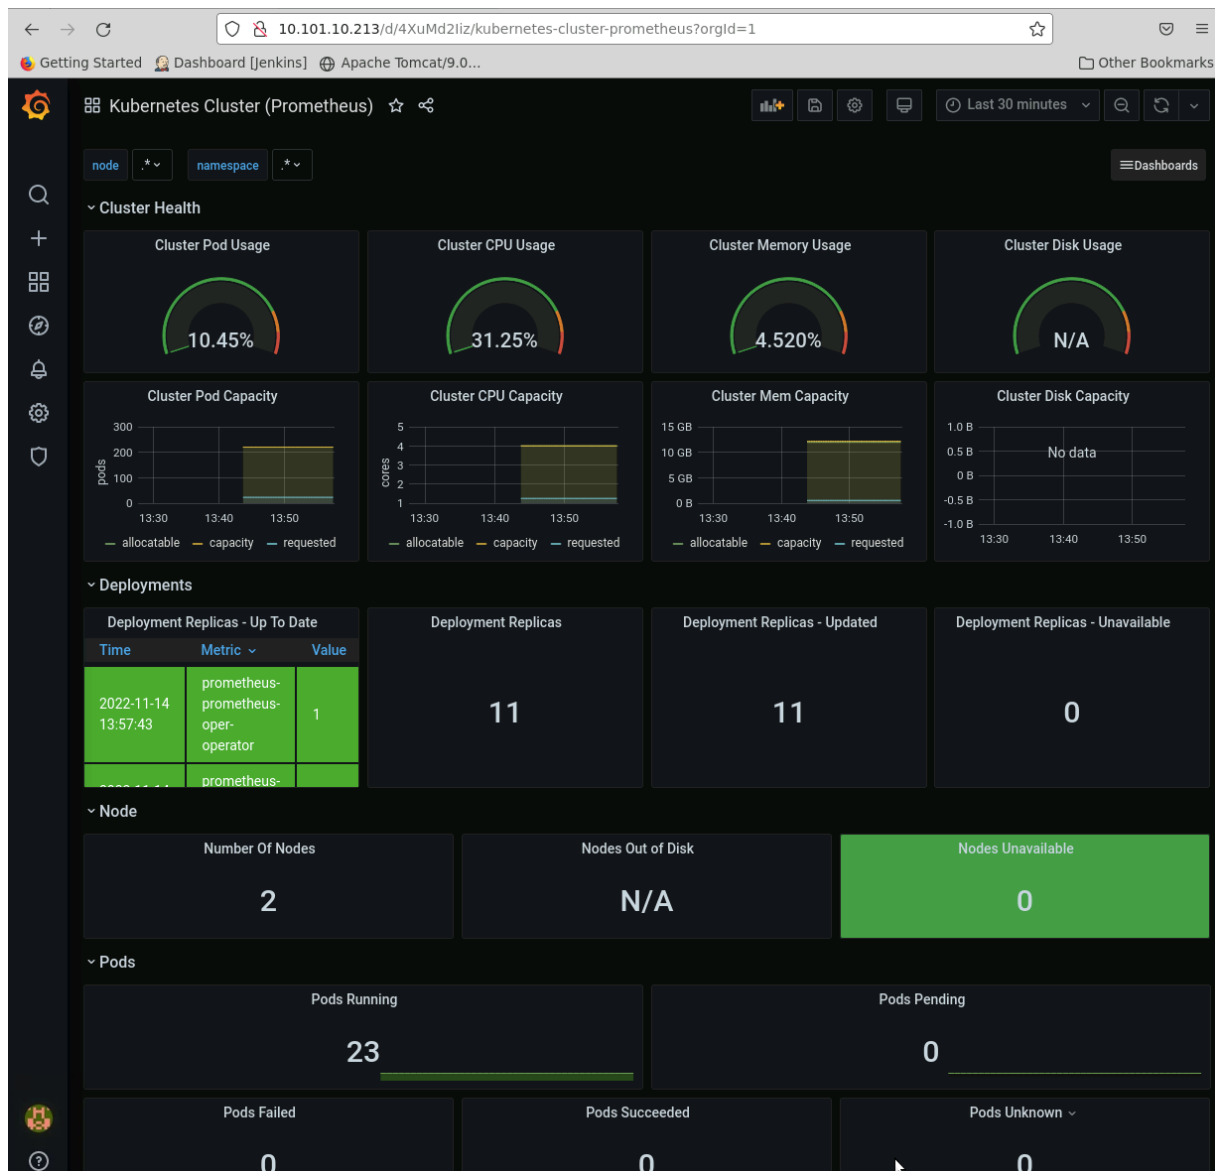 10.101.10.213/d/4XuMd2Iiz/kubernetes-cluster-prometheus?orgId=1
Getting Started Dashboard [Jenkins] Apache Tomcat/9.0... Other Bookmarks
Kubernetes Cluster (Prometheus) Last 30 minutes
node .* namespace .* Dashboards
Cluster Health
Cluster Pod Usage Cluster CPU Usage Cluster Memory Usage Cluster Disk Usage
10.45% 31.25% 4.520% N/A
Cluster Pod Capacity
300
200
100
0
pods
13:30 13:40 13:50
allocatable capacity requested
Cluster CPU Capacity
5
4
3
2
1
cores
13:30 13:40 13:50
allocatable capacity requested
Cluster Mem Capacity
15 GB
10 GB
5 GB
0 B
13:30 13:40 13:50
allocatable capacity requested
Cluster Disk Capacity
1.0 B
0.5 B
0 B
-0.5 B
-1.0 B
No data
13:30 13:40 13:50
Deployments
Deployment Replicas - Up To Date
Time Metric Value
2022-11-14
13:57:43
prometheus-
prometheus-
oper-
operator
1
prometheus-
Deployment Replicas
11
Deployment Replicas - Updated
11
Deployment Replicas - Unavailable
0
Node
Number Of Nodes Nodes Out of Disk Nodes Unavailable
2 N/A 0
Pods
Pods Running Pods Pending
23 0
Pods Failed Pods Succeeded Pods Unknown
0 0 0